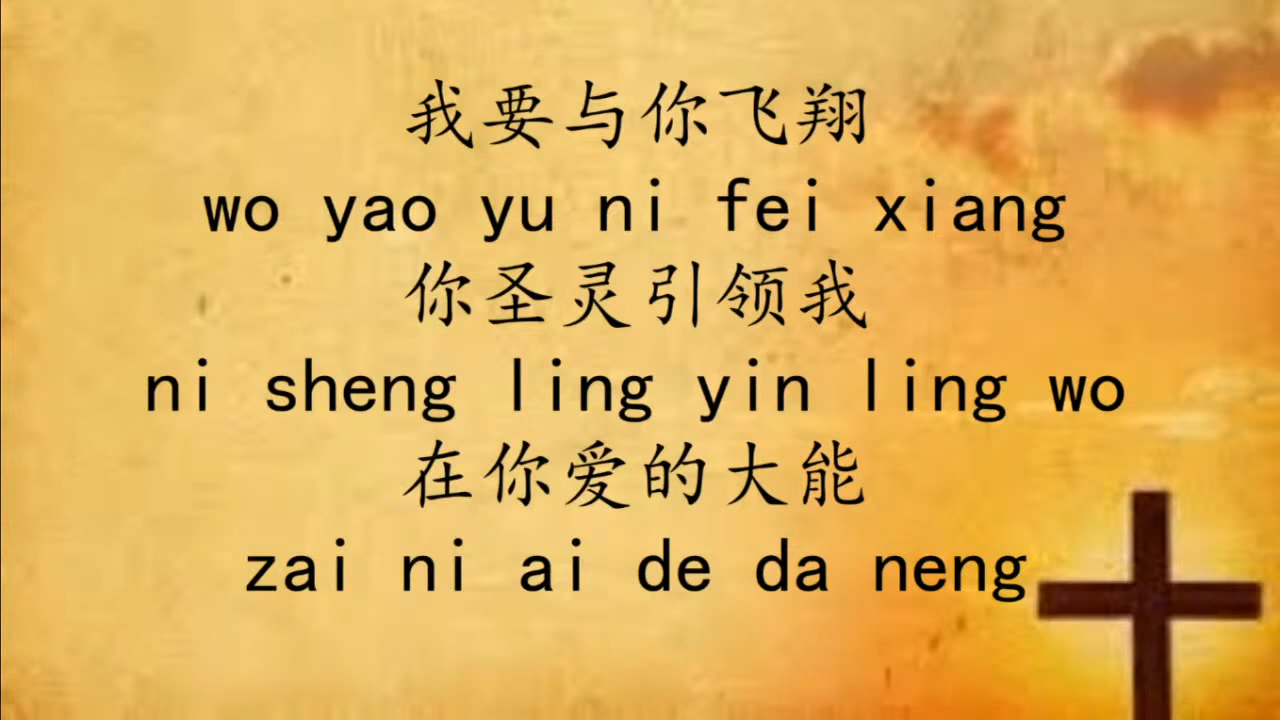 我要与你飞翔
wo yao yu ni fei xiang
你圣灵引领我
ni sheng ling yin ling wo
在你爱的大能
zai ni ai de da neng